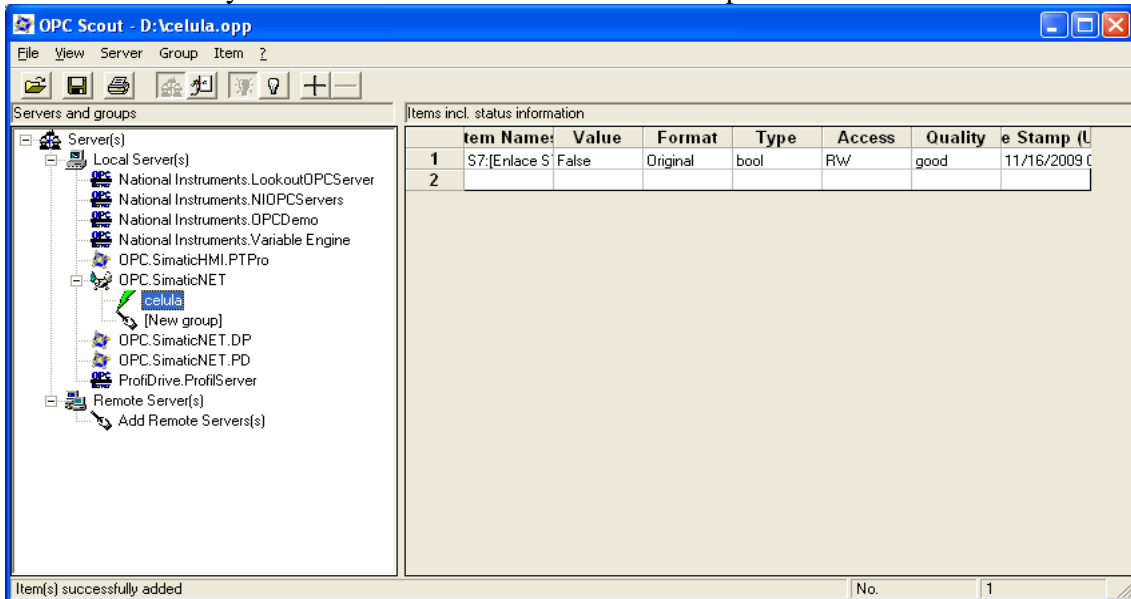 OPC Scout - D:\celula.opp
File View Server Group Item ?
Servers and groups
Items incl. status information
Server(s)
Local Server(s)
National Instruments.LookoutOPCServer
National Instruments.NIOPCServers
National Instruments.OPCDemo
National Instruments.Variable Engine
OPC.SimaticHMI.PTPro
OPC.SimaticNET
celula
[New group]
OPC.SimaticNET.DP
OPC.SimaticNET.PD
ProfiDrive.ProfilServer
Remote Server(s)
Add Remote Servers(s)
tem Names Value Format Type Access Quality e Stamp (U
1 S7:[Enlace S False Original bool RW good 11/16/2009 0
2
Item(s) successfully added No. 1